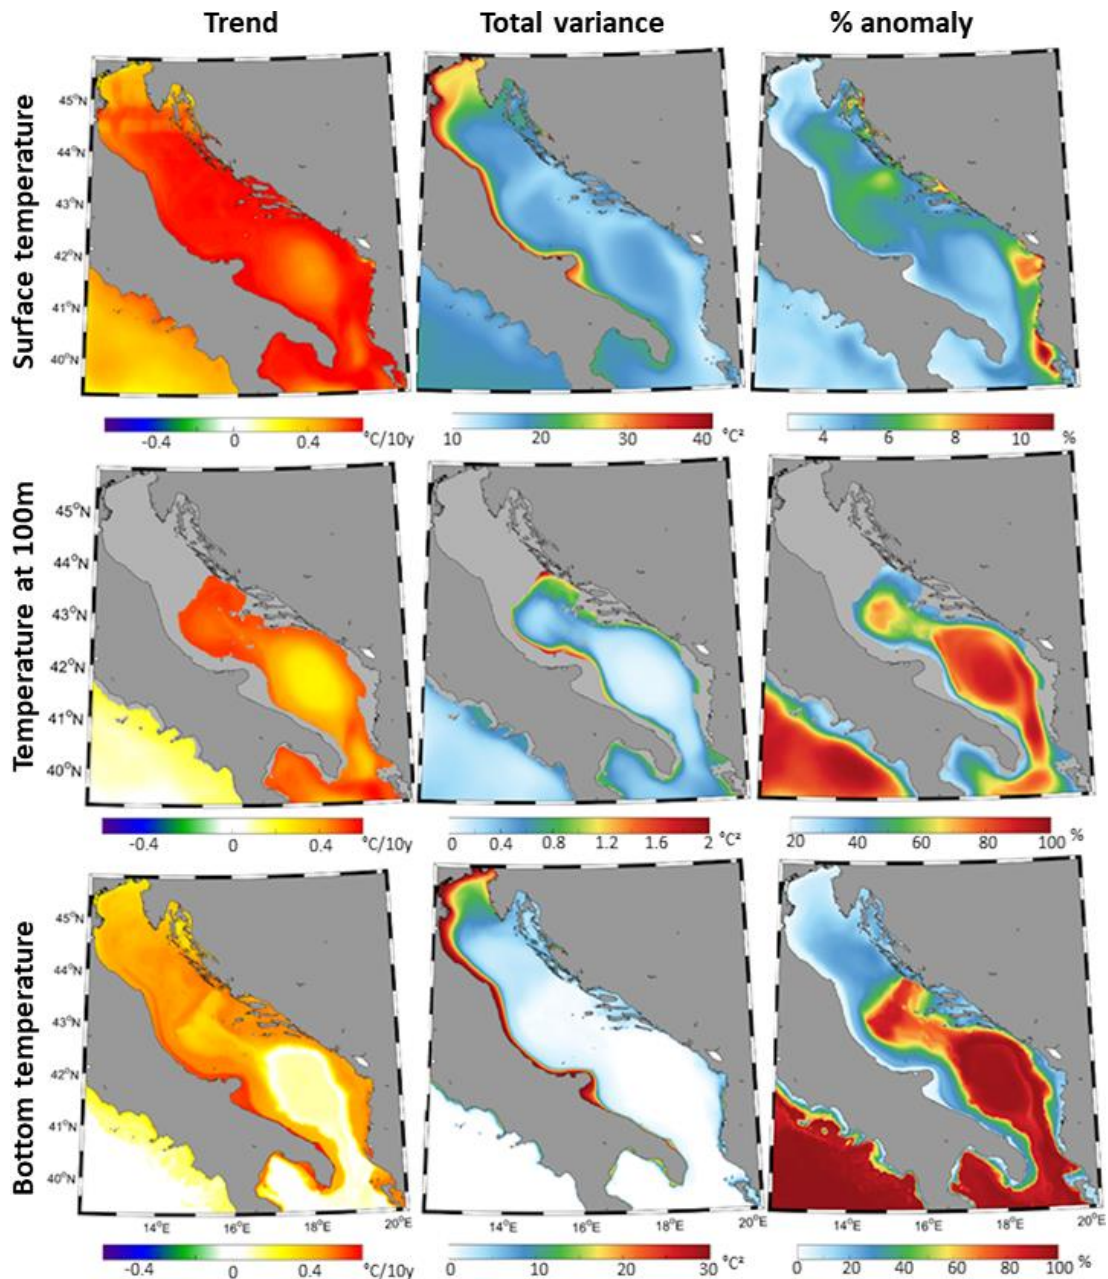 Trend Total variance % anomaly
Surface temperature
45°N
44°N
43°N
42°N
41°N
40°N
-0.4 0 0.4 °C/10y
10 20 30 40 °C²
4 6 8 10 %
Temperature at 100m
45°N
44°N
43°N
42°N
41°N
40°N
-0.4 0 0.4 °C/10y
0 0.4 0.8 1.2 1.6 2 °C²
20 40 60 80 100 %
Bottom temperature
45°N
44°N
43°N
42°N
41°N
40°N
14°E 16°E 18°E 20°E 14°E 16°E 18°E 20°E 14°E 16°E 18°E 20°E
-0.4 0 0.4 °C/10y
0 10 20 30 °C²
0 20 40 60 80 100 %